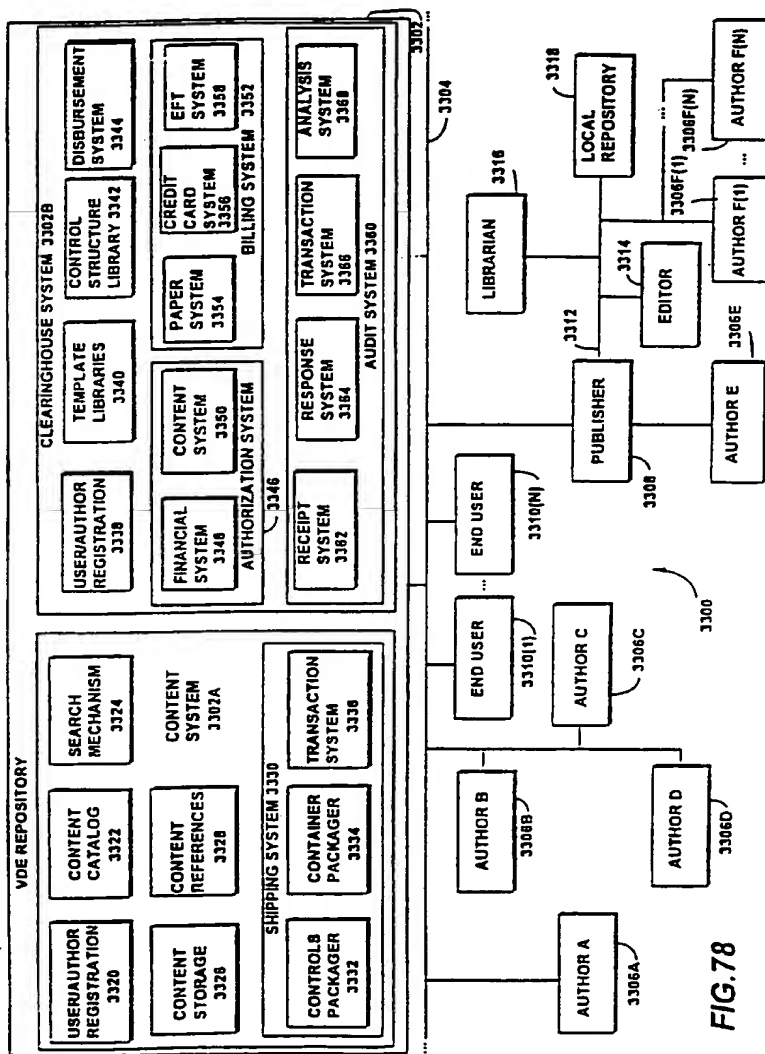 VDE REPOSITORY
USER/AUTHOR
REGISTRATION
3320
CONTENT
CATALOG
3322
SEARCH
MECHANISM
3324
CONTENT
STORAGE
3326
CONTENT
REFERENCES
3328
CONTENT
SYSTEM
3302A
SHIPPING SYSTEM 3330
CONTROLS
PACKAGER
3332
CONTAINER
PACKAGER
3334
TRANSACTION
SYSTEM
3336
CLEARINGHOUSE SYSTEM 3302B
USER/AUTHOR
REGISTRATION
3338
TEMPLATE
LIBRARIES
3340
CONTROL
STRUCTURE
LIBRARY 3342
DISBURSEMENT
SYSTEM
3344
FINANCIAL
SYSTEM
3348
CONTENT
SYSTEM
3350
AUTHORIZATION SYSTEM
3346
PAPER
SYSTEM
3354
CREDIT
CARD
SYSTEM
3356
EFT
SYSTEM
3358
BILLING SYSTEM 3352
RECEIPT
SYSTEM
3362
RESPONSE
SYSTEM
3364
TRANSACTION
SYSTEM
3366
ANALYSIS
SYSTEM
3368
AUDIT SYSTEM 3360
3302
...
...
3304
AUTHOR A
3306A
AUTHOR B
3306B
AUTHOR C
3306C
AUTHOR D
3306D
END USER
3310(1)
...
END USER
3310(N)
3300
PUBLISHER
3308
AUTHOR E
3306E
3312
EDITOR
3314
LIBRARIAN
3316
LOCAL
REPOSITORY
3318
3306F(1)
AUTHOR F(1)
...
...
3306F(N)
AUTHOR F(N)
FIG.78